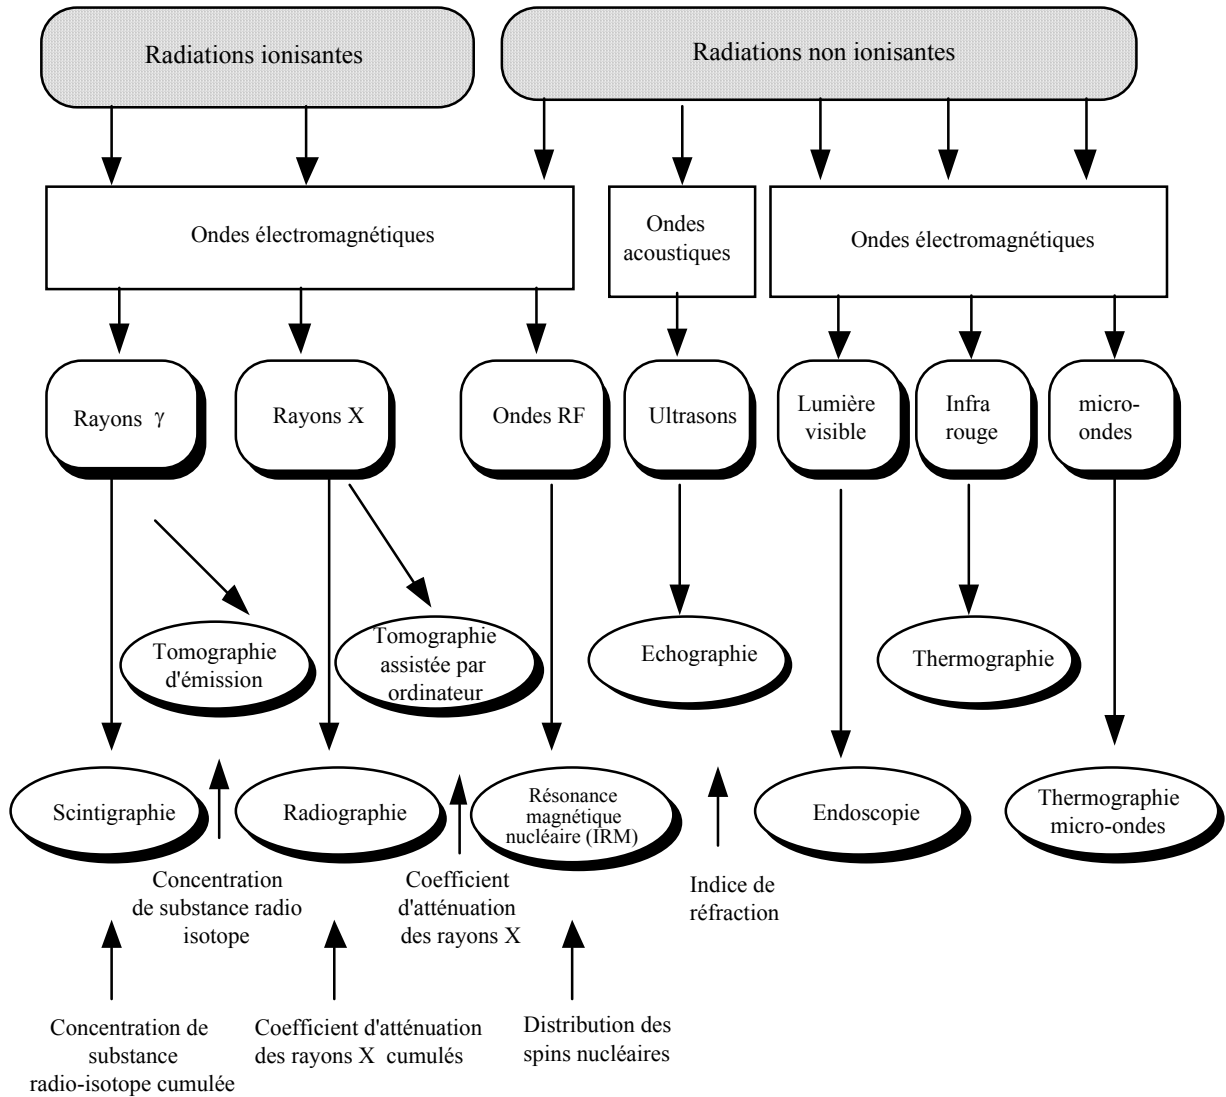 Radiations ionisantes
Radiations non ionisantes
Ondes électromagnétiques
Ondes
acoustiques
Ondes électromagnétiques
Rayons γ
Rayons X
Ondes RF
Ultrasons
Lumière
visible
Infra
rouge
micro-
ondes
Tomographie
d'émission
Tomographie
assistée par
ordinateur
Echographie
Thermographie
Scintigraphie
Radiographie
Résonance
magnétique
nucléaire (IRM)
Endoscopie
Thermographie
micro-ondes
Concentration
de substance radio
isotope
Coefficient
d'atténuation
des rayons X
Indice de
réfraction
Concentration de
substance
radio-isotope cumulée
Coefficient d'atténuation
des rayons X cumulés
Distribution des
spins nucléaires